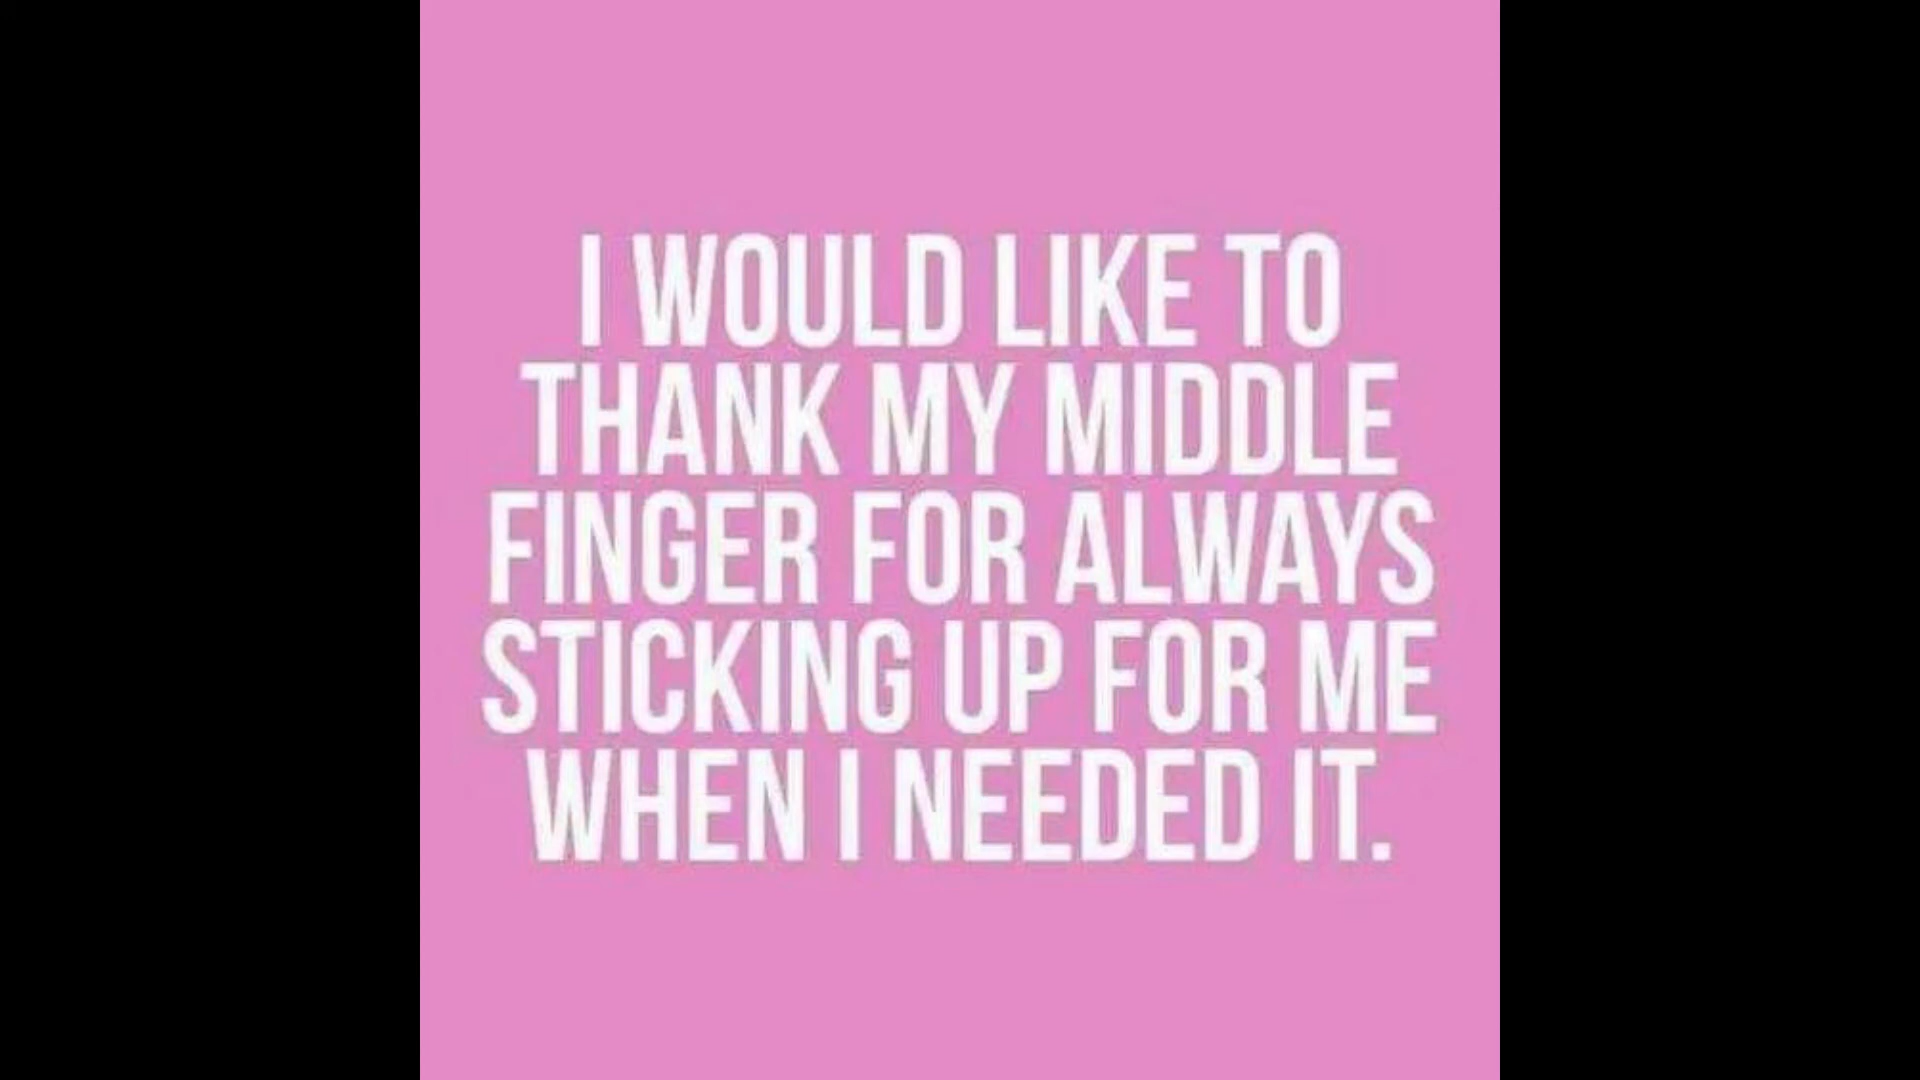 I WOULD LIKE TO
THANK MY MIDDLE
FINGER FOR ALWAYS
STICKING UP FOR ME
WHEN I NEEDED IT.